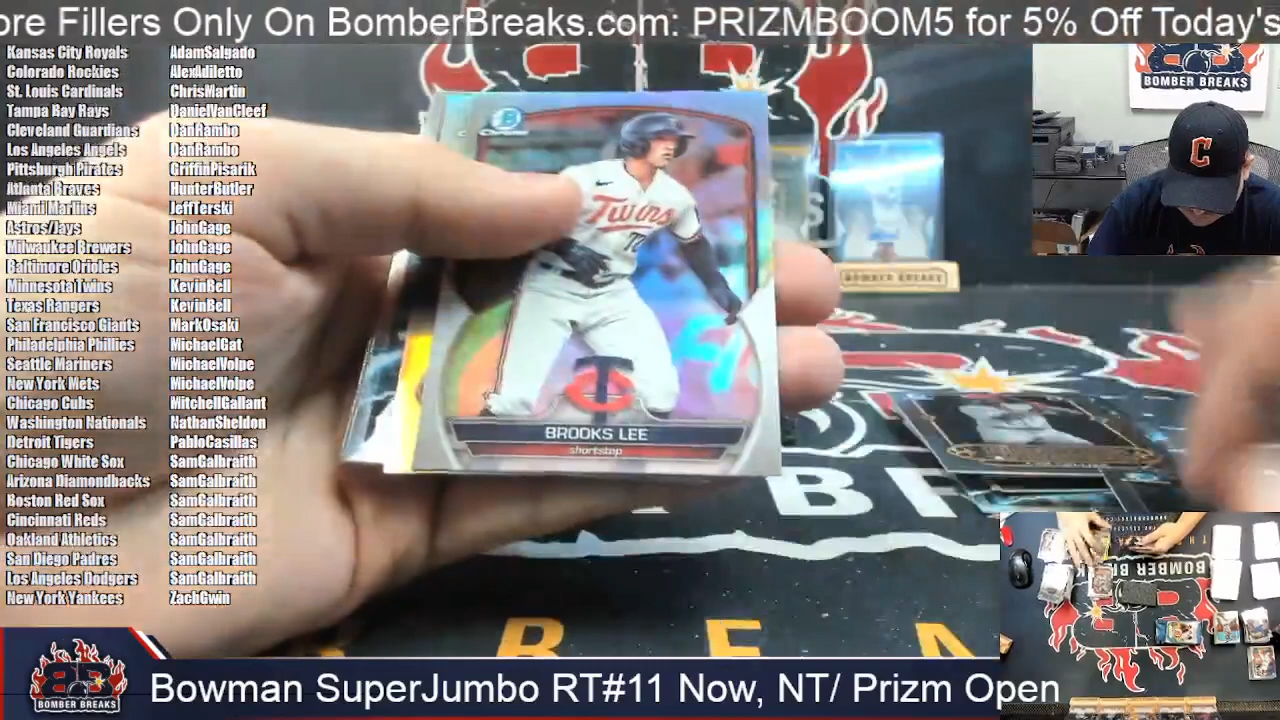 ore Fillers Only On BomberBreaks.com: PRIZMBOOM5 for 5% Off Today's
Kansas City Royals AdamSalgado
Colorado Rockies AlexAdiletto
St. Louis Cardinals ChrisMartin
Tampa Bay Rays DanielVanCleef
Cleveland Guardians DanRambo
Los Angeles Angels DanRambo
Pittsburgh Pirates GriffinPisarik
Atlanta Braves HunterButler
Miami Marlins JeffTerski
Astros/Jays JohnGage
Milwaukee Brewers JohnGage
Baltimore Orioles JohnGage
Minnesota Twins KevinBell
Texas Rangers KevinBell
San Francisco Giants MarkOsaki
Philadelphia Phillies MichaelGat
Seattle Mariners MichaelVolpe
New York Mets MichaelVolpe
Chicago Cubs MitchellGallant
Washington Nationals NathanSheldon
Detroit Tigers PabloCasillas
Chicago White Sox SamGalbraith
Arizona Diamondbacks SamGalbraith
Boston Red Sox SamGalbraith
Cincinnati Reds SamGalbraith
Oakland Athletics SamGalbraith
San Diego Padres SamGalbraith
Los Angeles Dodgers SamGalbraith
New York Yankees ZachGwin
Chrome
Twins
BROOKS LEE
shortstop
BOMBER BREAKS
BOMBER BREAKS
C
B R E A
BOMBER BREAKS
Bowman SuperJumbo RT#11 Now, NT/ Prizm Open